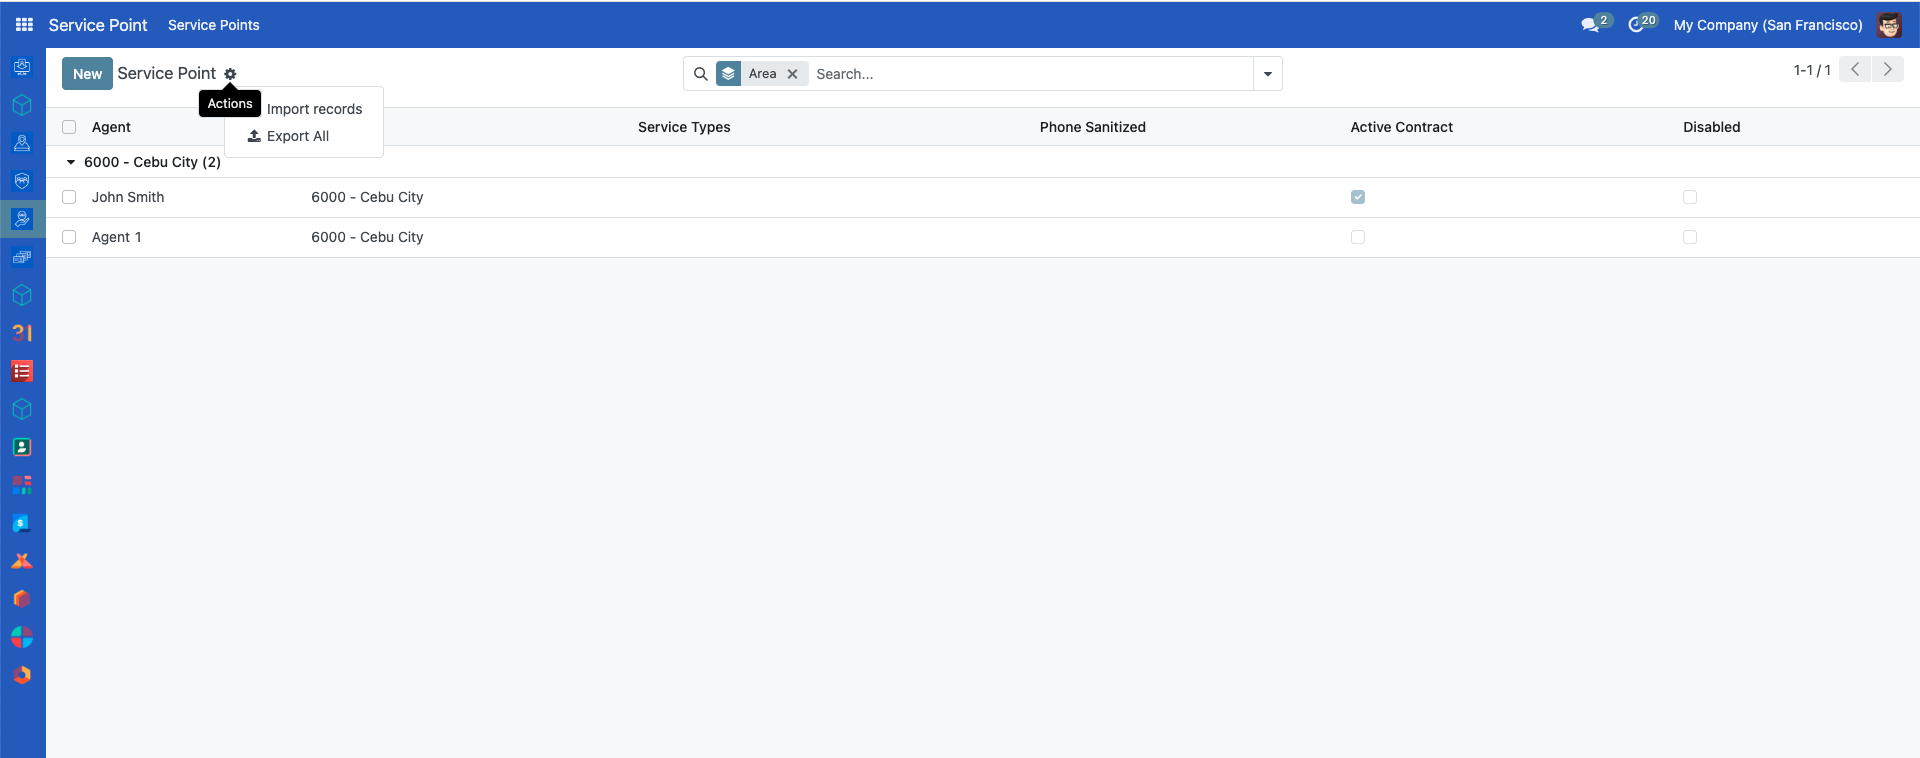 Service Point Service Points 2 20 My Company (San Francisco)
New Service Point Area Search... 1-1 / 1
Actions
Import records
Export All
Agent Service Types Phone Sanitized Active Contract Disabled
6000 - Cebu City (2)
John Smith 6000 - Cebu City
Agent 1 6000 - Cebu City
31
$